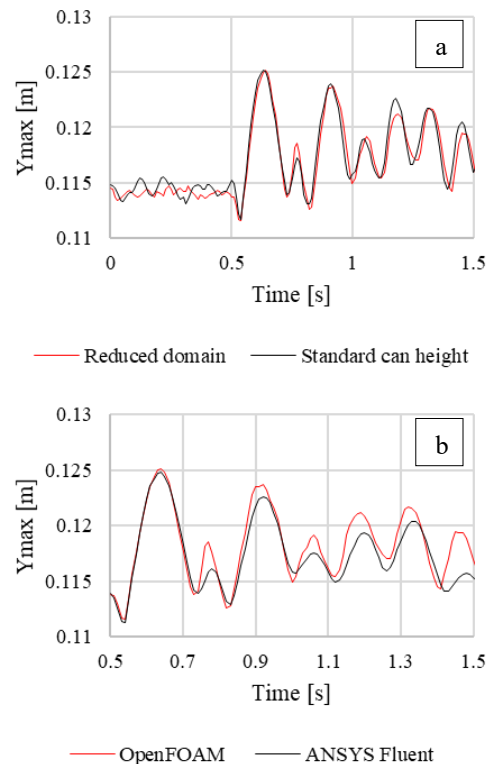 a
Ymax [m]
0.13
0.125
0.12
0.115
0.11
0 0.5 1 1.5
Time [s]
Reduced domain Standard can height
b
Ymax [m]
0.13
0.125
0.12
0.115
0.11
0.5 0.7 0.9 1.1 1.3 1.5
Time [s]
OpenFOAM ANSYS Fluent